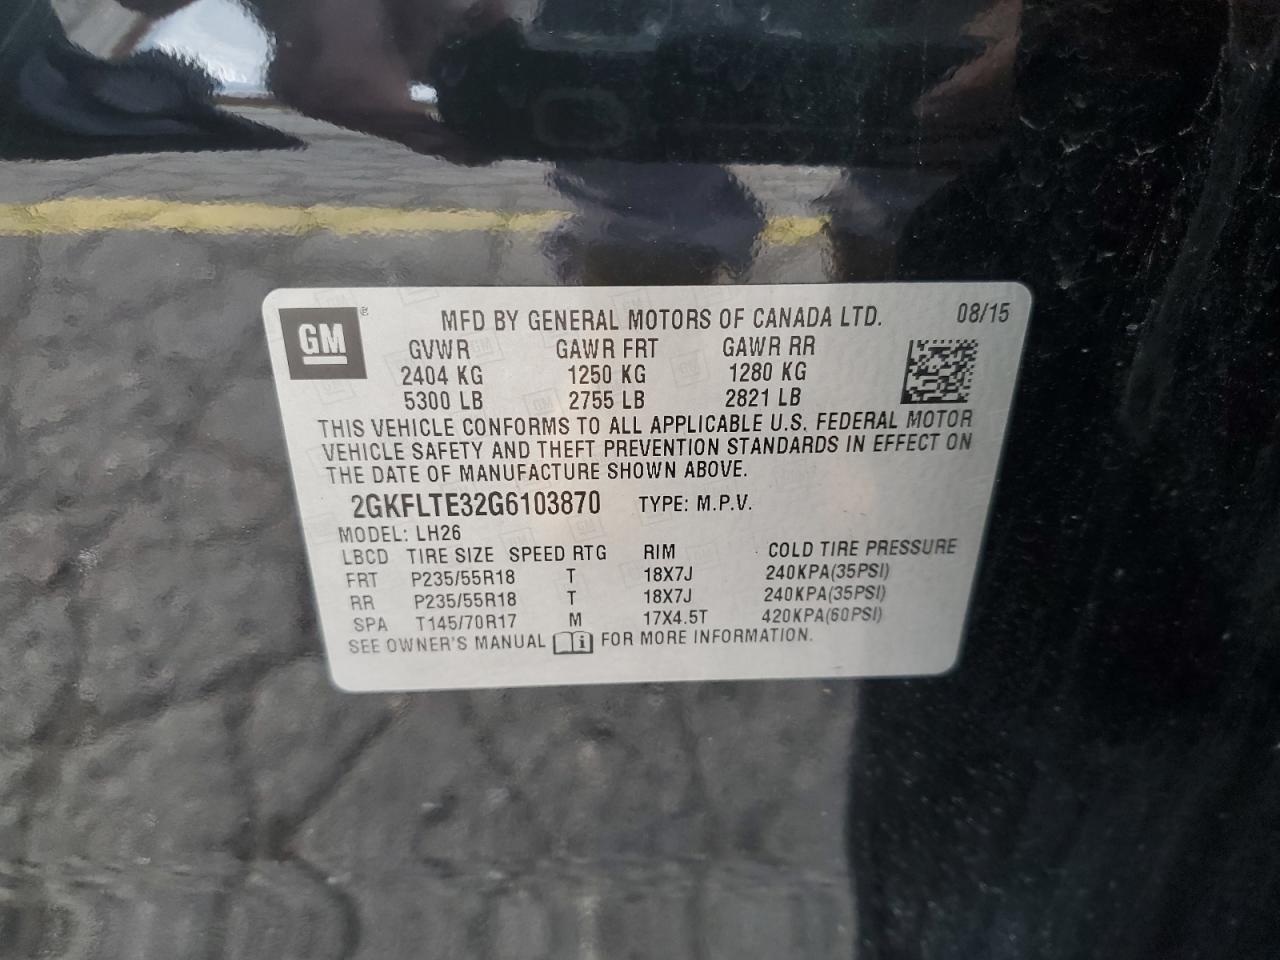 GM ® MFD BY GENERAL MOTORS OF CANADA LTD. 08/15
GVWR GAWR FRT GAWR RR
2404 KG 1250 KG 1280 KG
5300 LB 2755 LB 2821 LB
THIS VEHICLE CONFORMS TO ALL APPLICABLE U.S. FEDERAL MOTOR
VEHICLE SAFETY AND THEFT PREVENTION STANDARDS IN EFFECT ON
THE DATE OF MANUFACTURE SHOWN ABOVE.
2GKFLTE32G6103870 TYPE: M.P.V.
MODEL: LH26
LBCD TIRE SIZE SPEED RTG RIM COLD TIRE PRESSURE
FRT P235/55R18 T 18X7J 240KPA(35PSI)
RR P235/55R18 T 18X7J 240KPA(35PSI)
SPA T145/70R17 M 17X4.5T 420KPA(60PSI)
SEE OWNER'S MANUAL i FOR MORE INFORMATION.